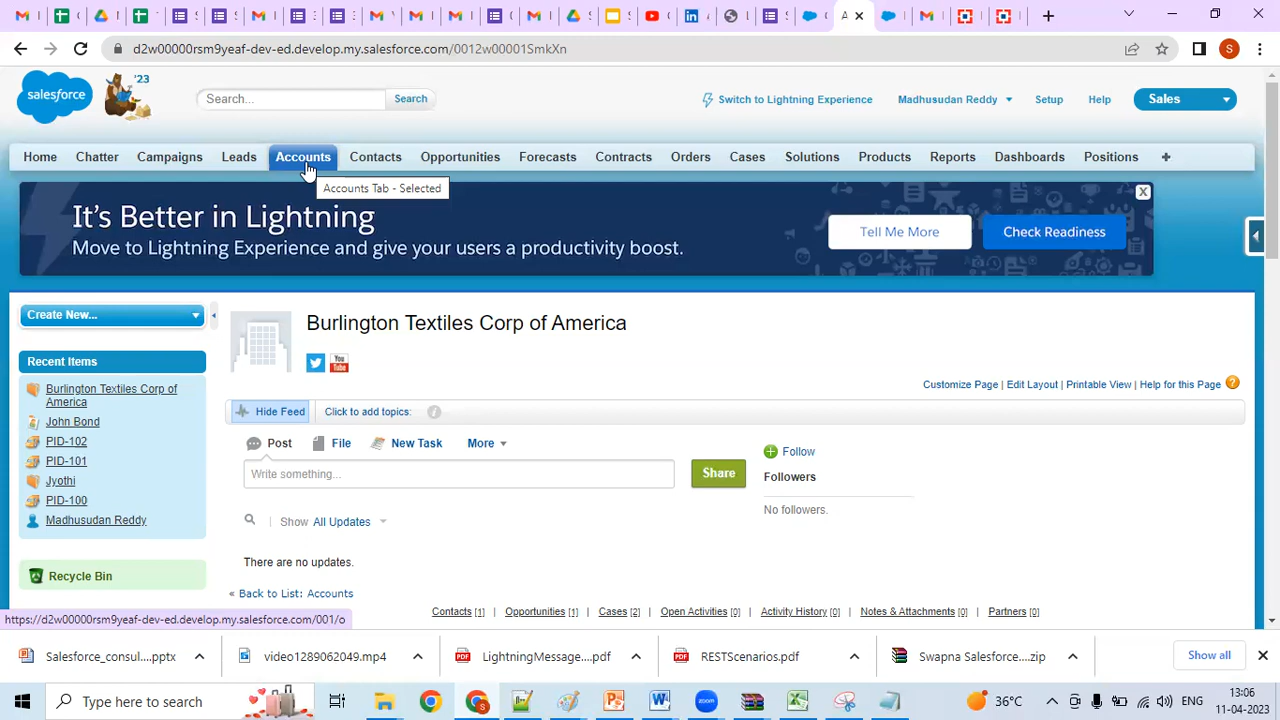 d2w00000rsm9yeaf-dev-ed.develop.my.salesforce.com/0012w00001SmkXn
S
salesforce
'23
Search...
Search
Switch to Lightning Experience
Madhusudan Reddy
Setup
Help
Sales
Home
Chatter
Campaigns
Leads
Accounts
Contacts
Opportunities
Forecasts
Contracts
Orders
Cases
Solutions
Products
Reports
Dashboards
Positions
+
Accounts Tab - Selected
It's Better in Lightning
Move to Lightning Experience and give your users a productivity boost.
Tell Me More
Check Readiness
X
Create New...
Burlington Textiles Corp of America
You
Tube
Recent Items
Burlington Textiles Corp of
America
John Bond
PID-102
PID-101
Jyothi
PID-100
Madhusudan Reddy
Recycle Bin
Customize Page | Edit Layout | Printable View | Help for this Page
Hide Feed
Click to add topics:
Post
File
New Task
More
Write something...
Share
Follow
Followers
No followers.
Show All Updates
There are no updates.
« Back to List: Accounts
Contacts [1] | Opportunities [1] | Cases [2] | Open Activities [0] | Activity History [0] | Notes & Attachments [0] | Partners [0]
https://d2w00000rsm9yeaf-dev-ed.develop.my.salesforce.com/001/o
Salesforce_consul....pptx
video1289062049.mp4
LightningMessage....pdf
RESTScenarios.pdf
Swapna Salesforce....zip
Show all
Type here to search
36°C
ENG
13:06
11-04-2023